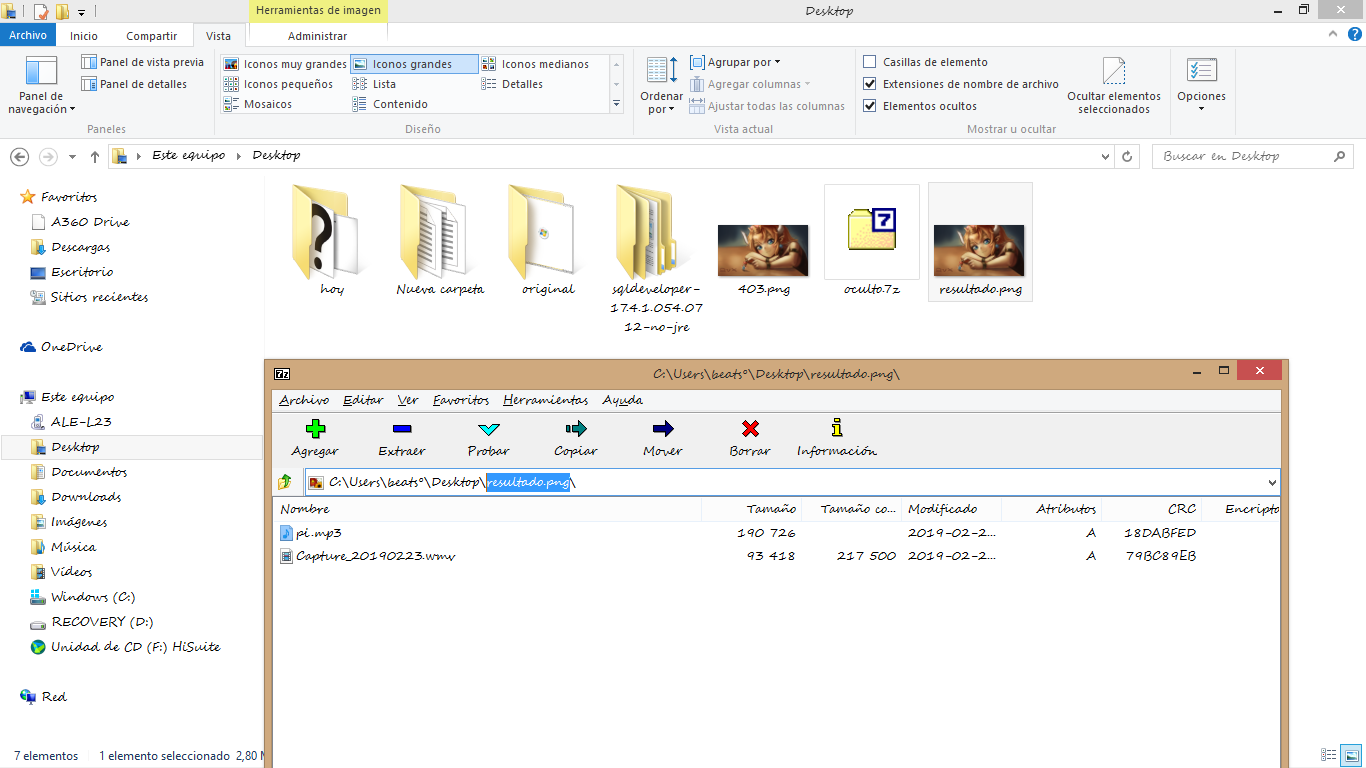 Herramientas de imagen
Desktop
Archivo Inicio Compartir Vista Administrar
Panel de navegación
Panel de vista previa
Panel de detalles
Paneles
Iconos muy grandes Iconos grandes Iconos medianos
Iconos pequeños Lista Detalles
Mosaicos Contenido
Diseño
Ordenar por
Agrupar por
Agregar columnas
Ajustar todas las columnas
Vista actual
Casillas de elemento
Extensiones de nombre de archivo
Elementos ocultos
Ocultar elementos
seleccionados
Mostrar u ocultar
Opciones
Este equipo Desktop
Buscar en Desktop
Favoritos
A360 Drive
Descargas
Escritorio
Sitios recientes
OneDrive
Este equipo
ALE-L23
Desktop
Documentos
Downloads
Imágenes
Música
Vídeos
Windows (C:)
RECOVERY (D:)
Unidad de CD (F:) HiSuite
Red
hoy
Nueva carpeta
original
7
sqldeveloper-
17.4.1.054.07
12-no-jre
403.png
oculto.7z
resultado.png
7z
C:\Users\beats°\Desktop\resultado.png\
Archivo Editar Ver Favoritos Herramientas Ayuda
Agregar Extraer Probar Copiar Mover Borrar Información
C:\Users\beats°\Desktop\resultado.png\
Nombre Tamaño Tamaño co... Modificado Atributos CRC Encripta
pi.mp3 190 726 2019-02-2... A 18DABFED
Capture_20190223.wmv 93 418 217 500 2019-02-2... A 79BC89EB
7 elementos 1 elemento seleccionado 2,80 M